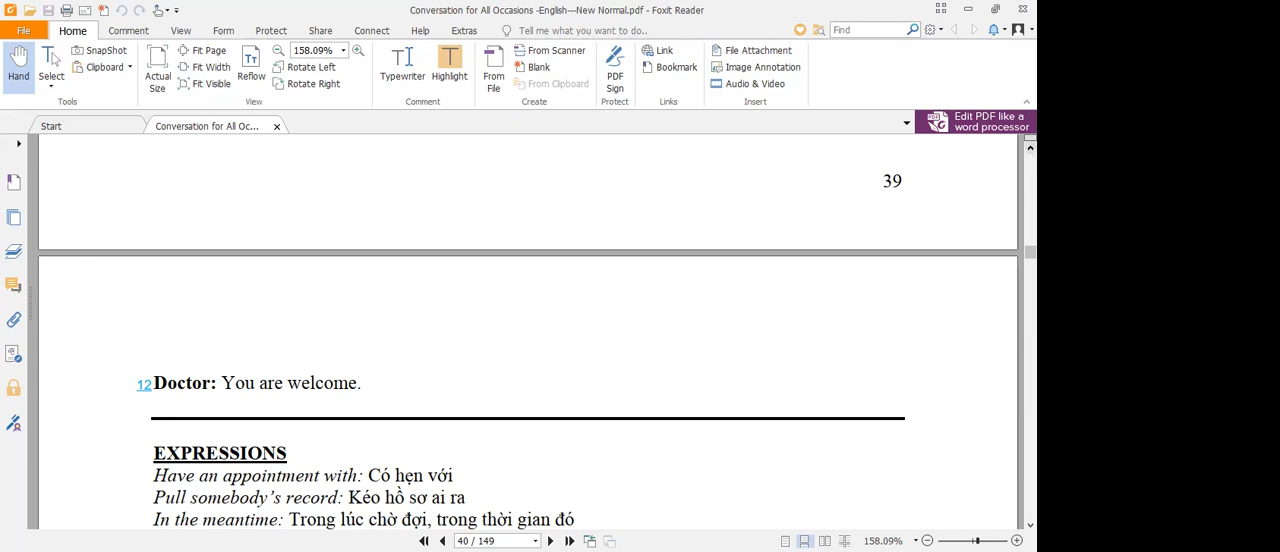 Conversation for All Occasions -English---New Normal.pdf - Foxit Reader
File Home Comment View Form Protect Share Connect Help Extras Tell me what you want to do.. Find
Hand
Select
SnapShot
Clipboard
Actual Size
Fit Page
Fit Width
Fit Visible
Reflow
158.09%
Rotate Left
Rotate Right
Typewriter
Highlight
From File
From Scanner
Blank
From Clipboard
PDF Sign
Link
Bookmark
File Attachment
Image Annotation
Audio & Video
Tools View Comment Create Protect Links Insert
Start Conversation for All Occ...
Edit PDF like a
word processor
39
12 Doctor: You are welcome.
EXPRESSIONS
Have an appointment with: Có hẹn với
Pull somebody's record: Kéo hồ sơ ai ra
In the meantime: Trong lúc chờ đợi, trong thời gian đó
40 / 149 158.09%